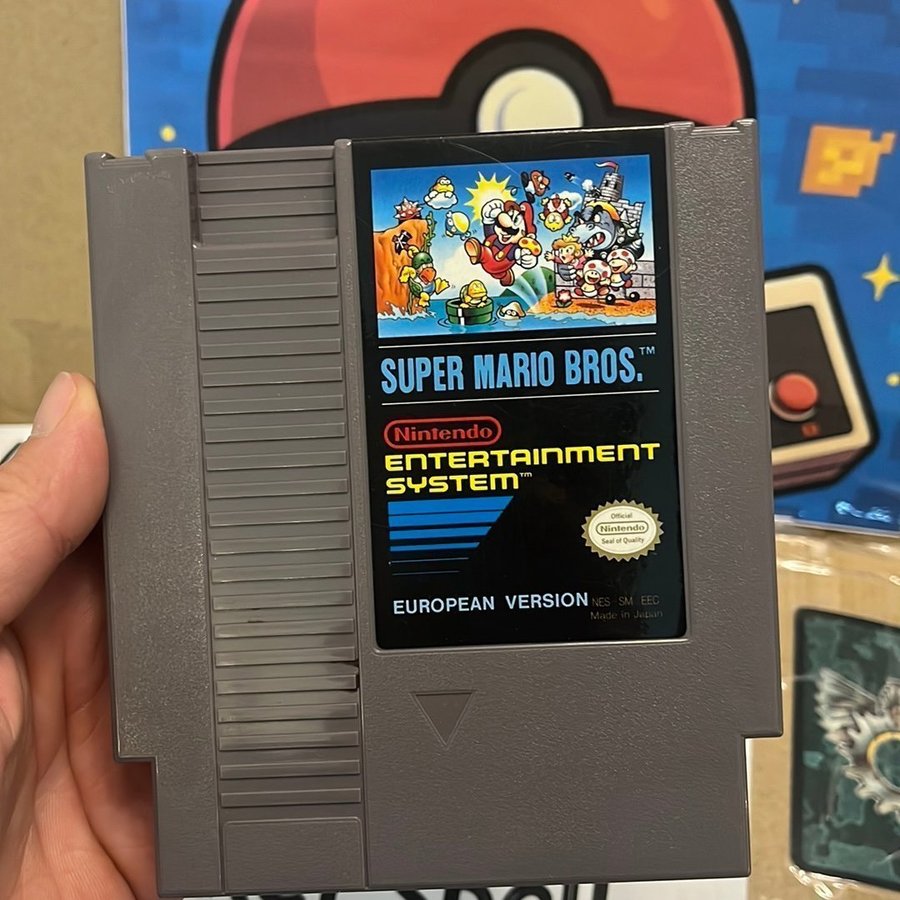 SUPER MARIO BROS.™
Nintendo
ENTERTAINMENT
SYSTEM™
Official
Nintendo
Seal of Quality
EUROPEAN VERSION NES SM EEC
Made in Japan